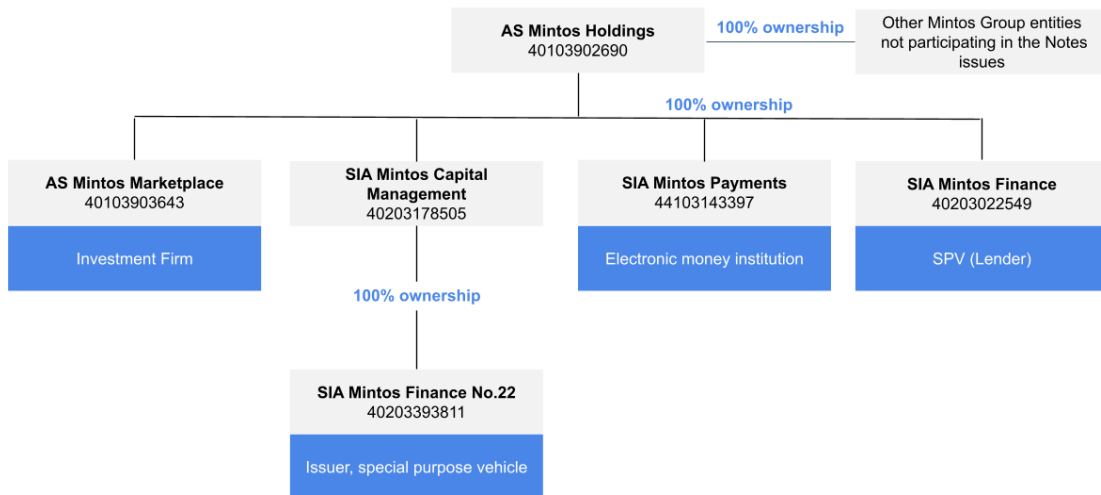 AS Mintos Holdings
40103902690
100% ownership
Other Mintos Group entities
not participating in the Notes
issues
100% ownership
AS Mintos Marketplace
40103903643
Investment Firm
SIA Mintos Capital
Management
40203178505
SIA Mintos Payments
44103143397
Electronic money institution
SIA Mintos Finance
40203022549
SPV (Lender)
100% ownership
SIA Mintos Finance No.22
40203393811
Issuer, special purpose vehicle